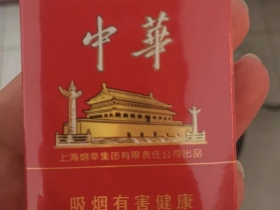 中華
上海烟草集团有限责任公司出品
吸烟有害健康